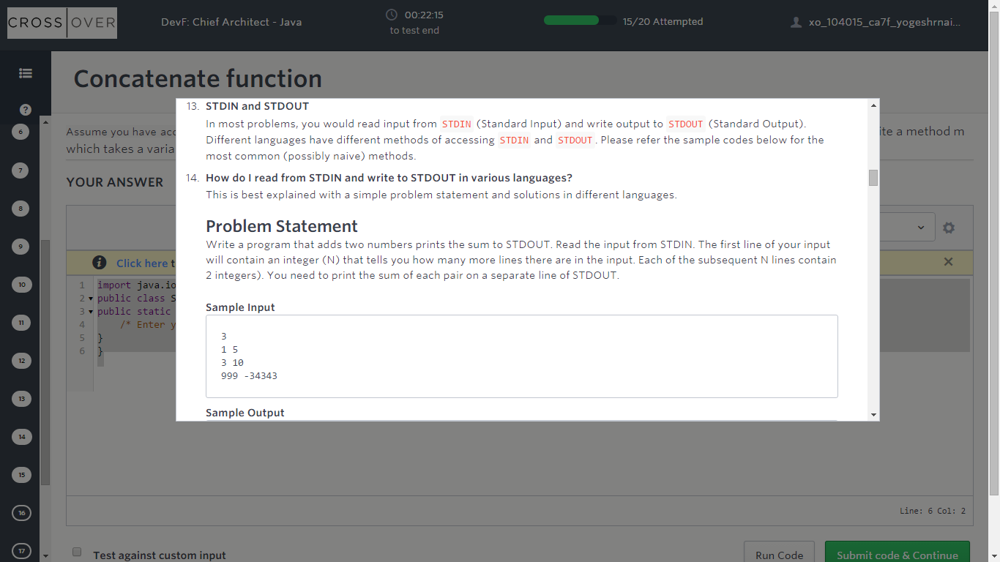 CROSS OVER
DevF: Chief Architect - Java
00:22:15
to test end
15/20 Attempted
xo_104015_ca7f_yogeshrnai...
Concatenate function
?
6
7
8
9
10
11
12
13
14
15
16
17
Assume you have acc
ite a method m
which takes a varia
YOUR ANSWER
Click here t
1 import java.io
2 public class S
3 public static
4 /* Enter y
5 }
6 }
13. STDIN and STDOUT
In most problems, you would read input from STDIN (Standard Input) and write output to STDOUT (Standard Output).
Different languages have different methods of accessing STDIN and STDOUT. Please refer the sample codes below for the
most common (possibly naive) methods.
14. How do I read from STDIN and write to STDOUT in various languages?
This is best explained with a simple problem statement and solutions in different languages.
Problem Statement
Write a program that adds two numbers prints the sum to STDOUT. Read the input from STDIN. The first line of your input
will contain an integer (N) that tells you how many more lines there are in the input. Each of the subsequent N lines contain
2 integers). You need to print the sum of each pair on a separate line of STDOUT.
Sample Input
3
1 5
3 10
999 -34343
Sample Output
Line: 6 Col: 2
Test against custom input
Run Code
Submit code & Continue